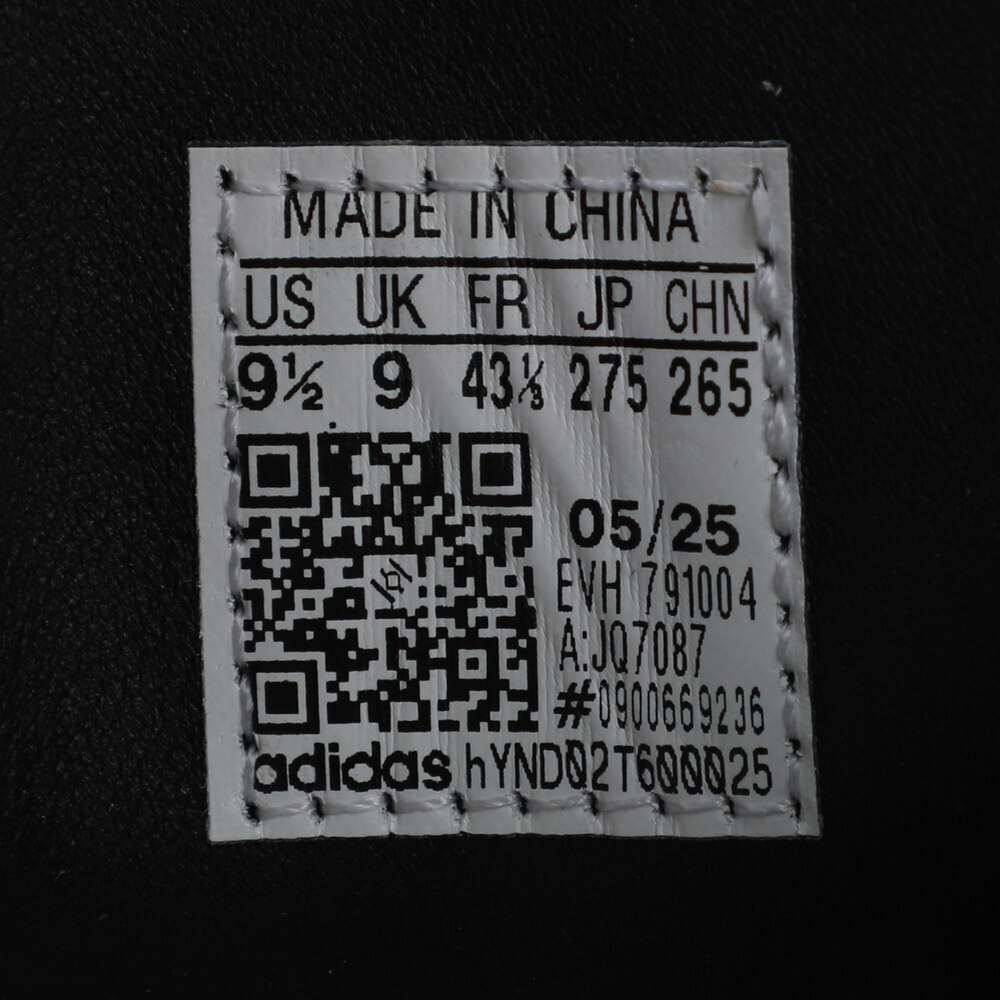 MADE IN CHINA
US UK FR JP CHN
9½ 9 43⅓ 275 265
05/25
EVH 791004
A:JQ7087
#0900669236
adidas hYND02T600025